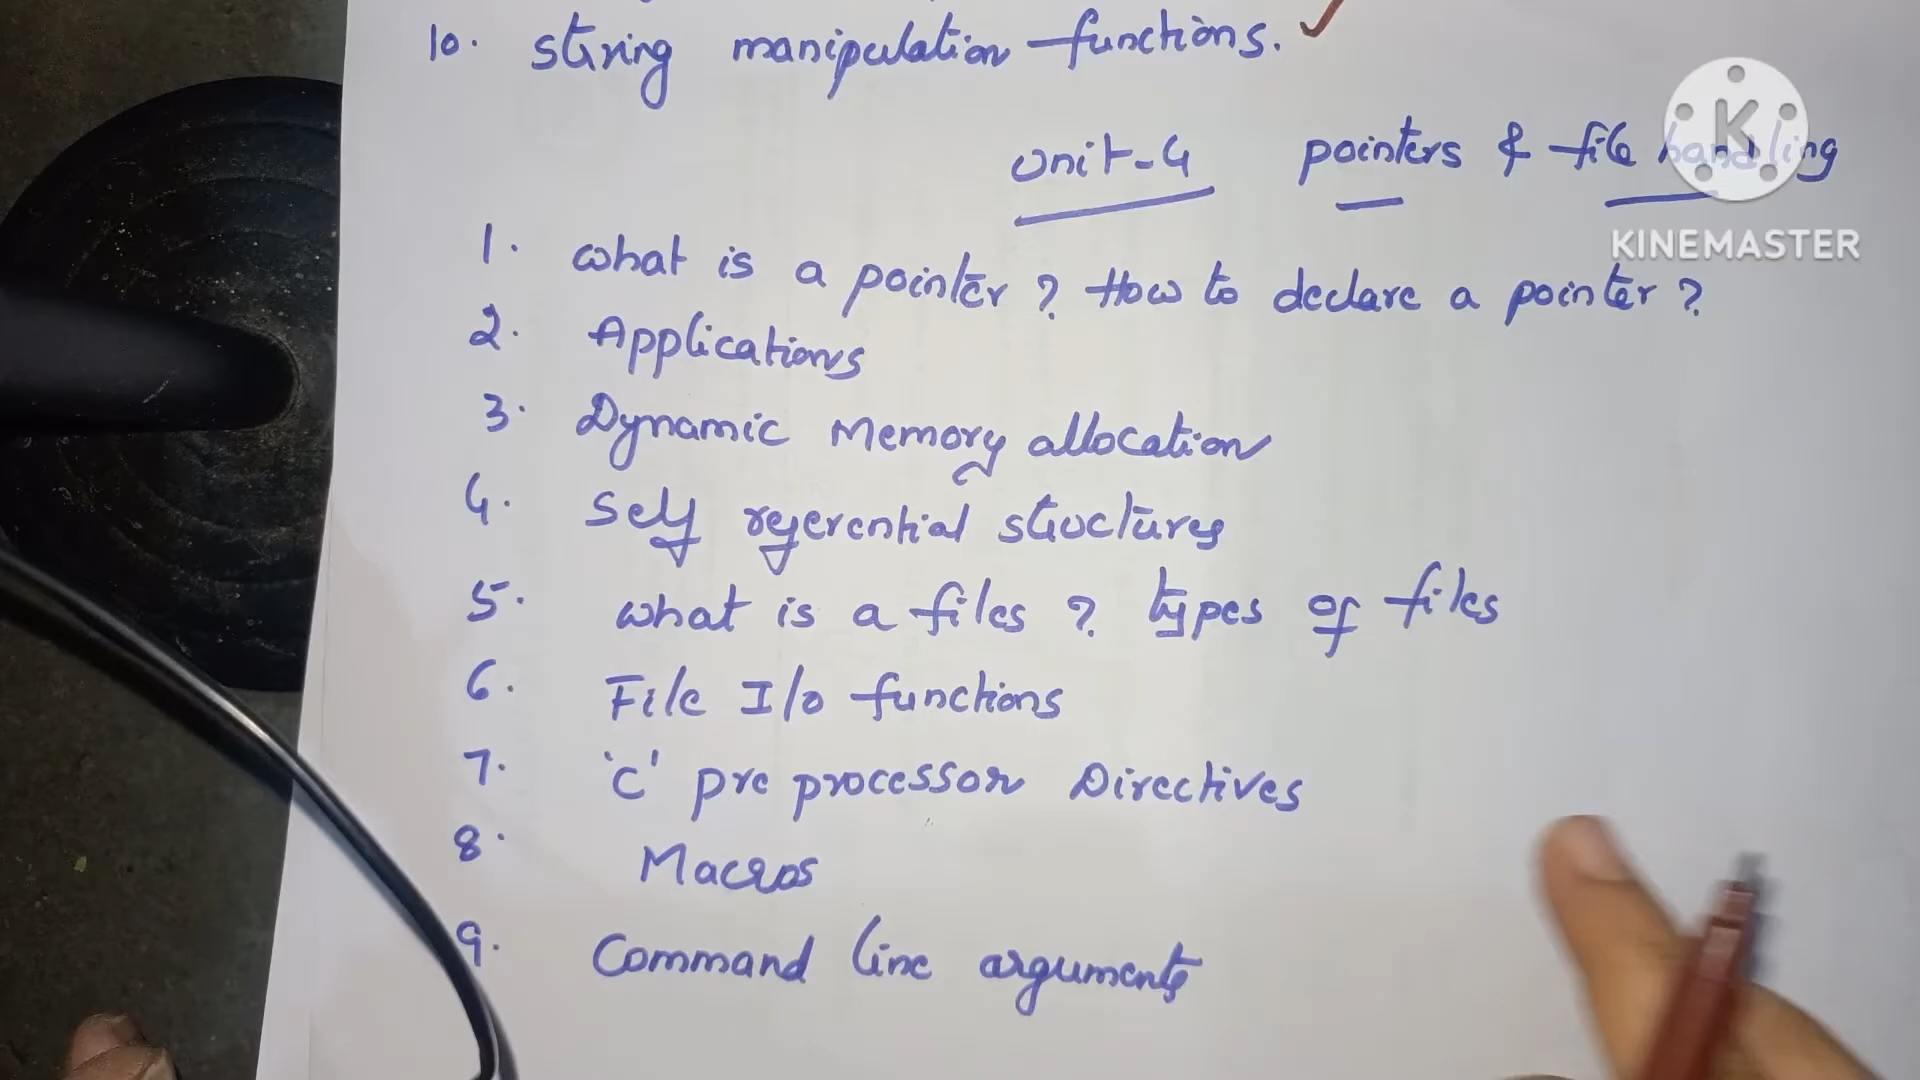 10. String manipulation functions.
Unit-4 pointers & file handling
KINEMASTER
1. What is a pointer? How to declare a pointer?
2. Applications
3. Dynamic Memory allocation
4. Self referential structures
5. What is a files? types of files
6. File I/o functions
7. 'C' pre processor Directives
8. Macros
9. Command line arguments